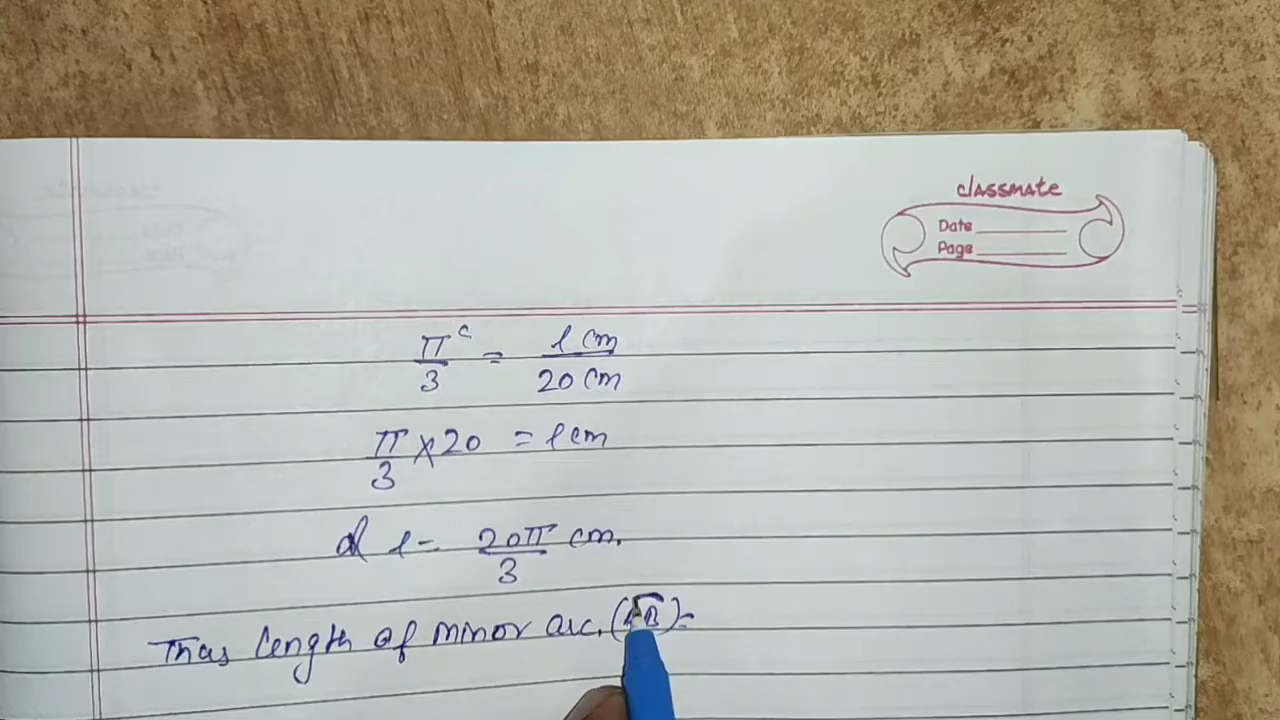 classmate
Date
Page
π^c/3 = l cm/20 cm
π/3 × 20 = l cm
l = 20π/3 cm.
Thus length of minor arc. (AB) =